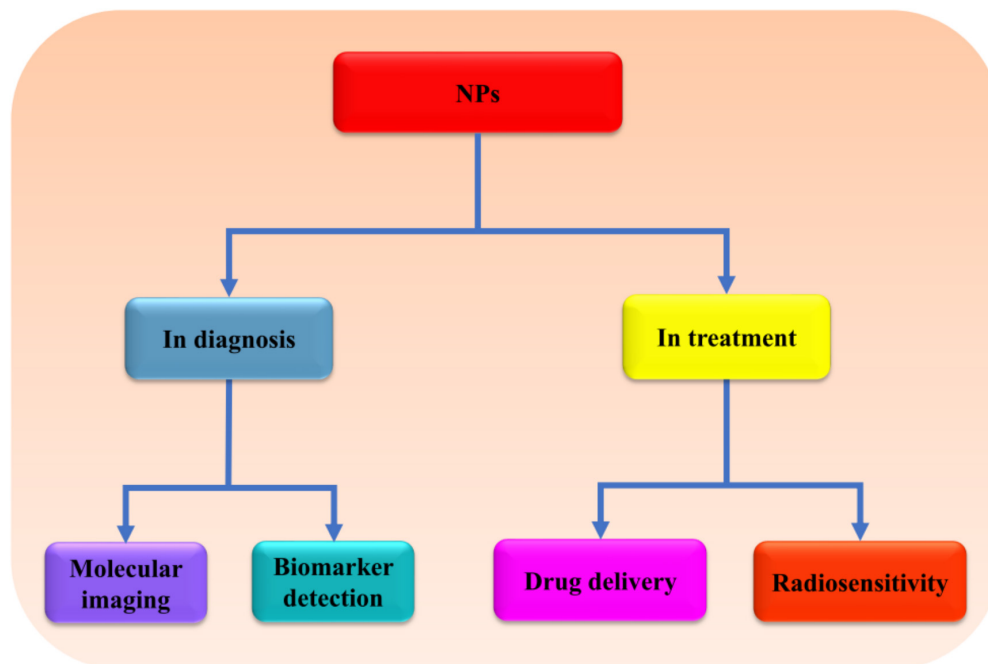 NPs
In diagnosis
In treatment
Molecular
imaging
Biomarker
detection
Drug delivery
Radiosensitivity